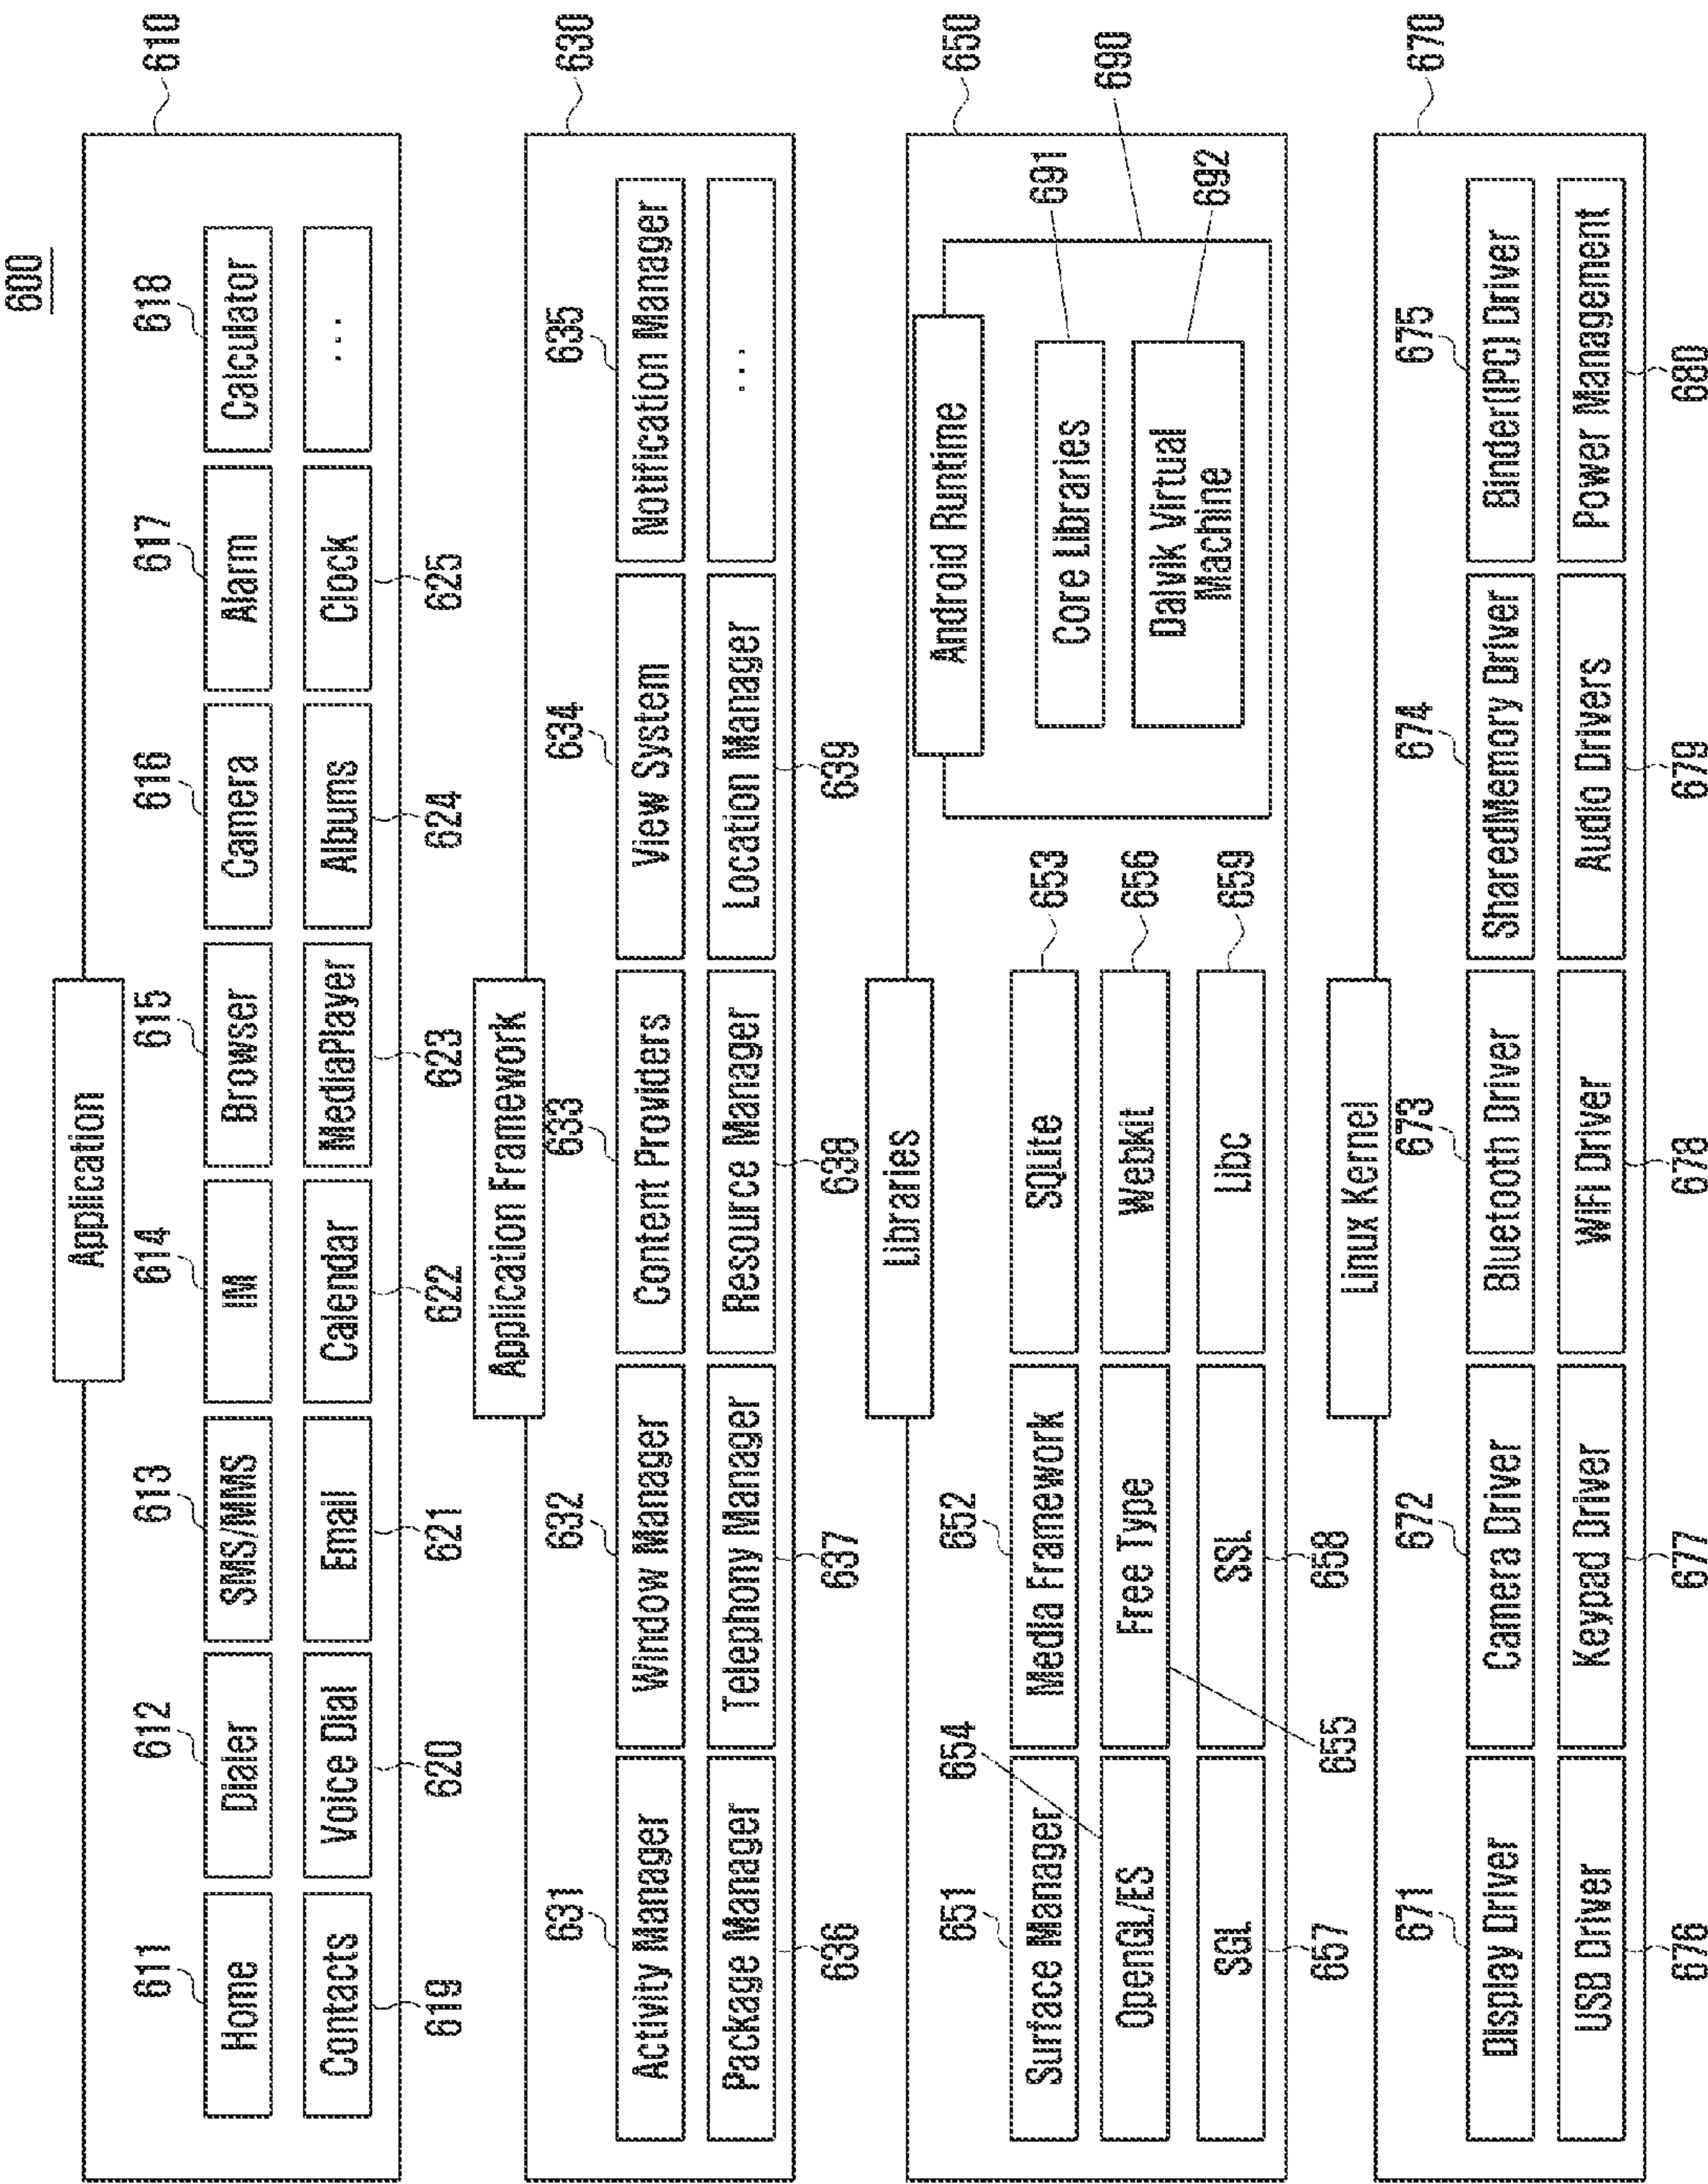 600
Application
610
611 612 613 614 615 616 617 618
Home Dialer SMS/MMS IM Browser Camera Alarm Calculator
Contacts Voice Dial Email Calendar MediaPlayer Albums Clock ...
619 620 621 622 623 624 625
Application Framework
630
631 632 633 634 635
Activity Manager Window Manager Content Providers View System Notification Manager
Package Manager Telephony Manager Resource Manager Location Manager ...
636 637 638 639
Libraries
650
690
651 654 652
Surface Manager Media Framework SQLite 653
OpenGL/ES Free Type Webkit 656
SGL SSL Libc 659
657 655 658
Android Runtime
Core Libraries 691
Dalvik Virtual
Machine
692
Linux Kernel
670
671 672 673 674 675
Display Driver Camera Driver Bluetooth Driver SharedMemory Driver Binder(IPC) Driver
USB Driver Keypad Driver WiFi Driver Audio Drivers Power Management
676 677 678 679 680